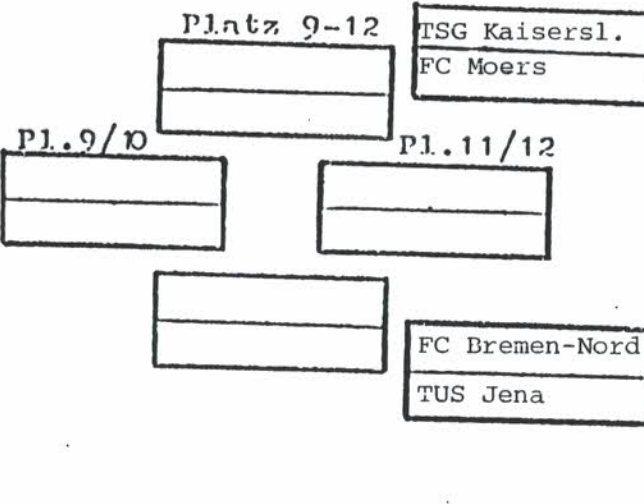 Platz 9-12
TSG Kaisersl.
FC Moers
Pl.9/10
Pl.11/12
FC Bremen-Nord
TUS Jena